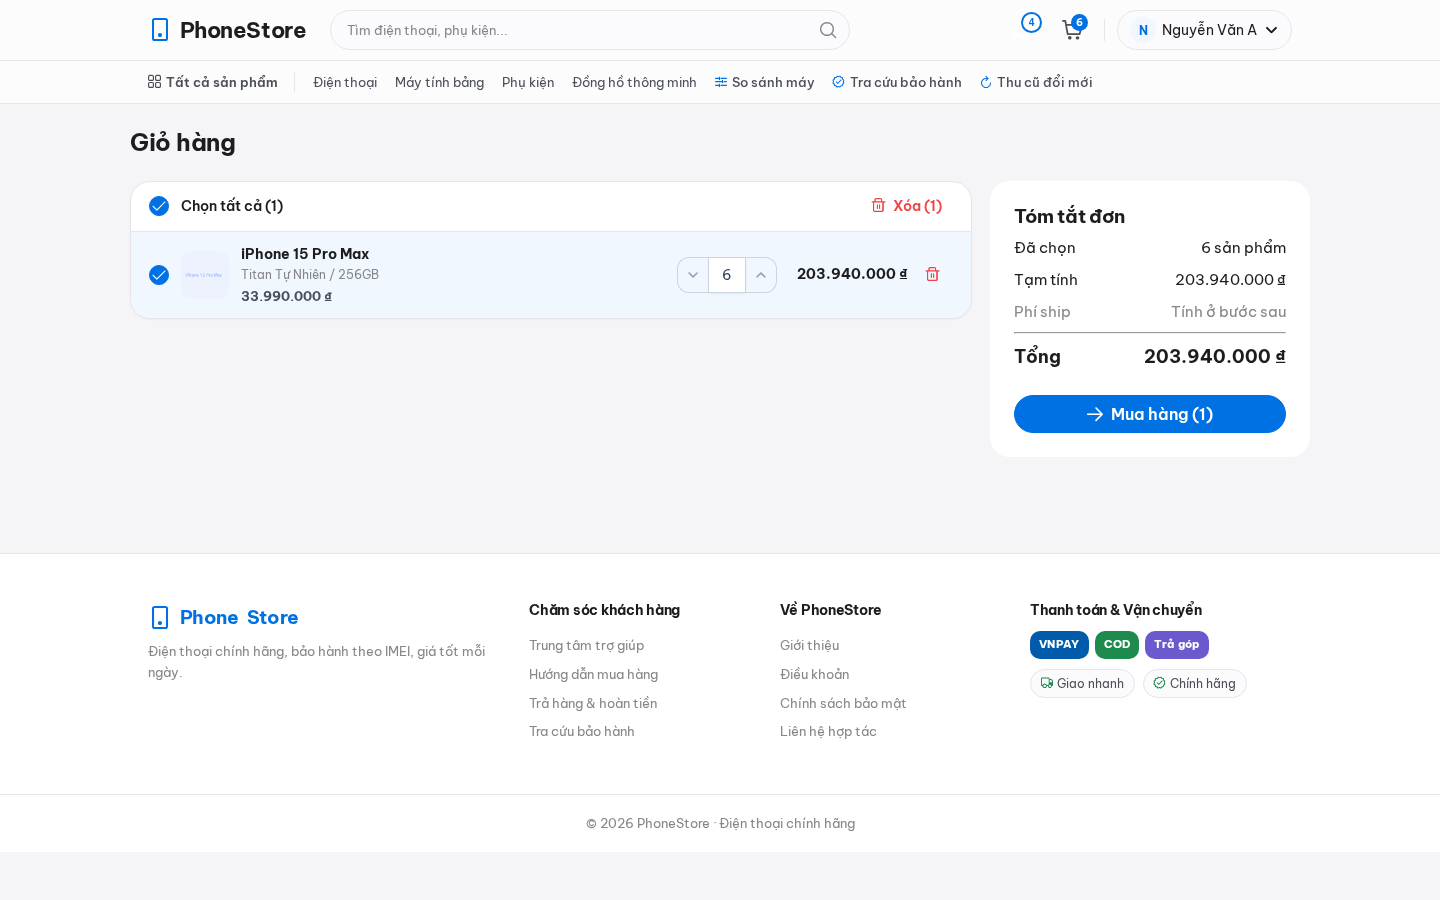 PhoneStore
Tìm điện thoại, phụ kiện...
4
6
N Nguyễn Văn A
Tất cả sản phẩm
Điện thoại
Máy tính bảng
Phụ kiện
Đồng hồ thông minh
So sánh máy
Tra cứu bảo hành
Thu cũ đổi mới
Giỏ hàng
Chọn tất cả (1)
Xóa (1)
iPhone 15 Pro Max
iPhone 15 Pro Max
Titan Tự Nhiên / 256GB
33.990.000 ₫
6
203.940.000 ₫
Tóm tắt đơn
Đã chọn 6 sản phẩm
Tạm tính 203.940.000 ₫
Phí ship Tính ở bước sau
Tổng 203.940.000 ₫
Mua hàng (1)
Phone Store
Điện thoại chính hãng, bảo hành theo IMEI, giá tốt mỗi
ngày.
Chăm sóc khách hàng
Trung tâm trợ giúp
Hướng dẫn mua hàng
Trả hàng & hoàn tiền
Tra cứu bảo hành
Về PhoneStore
Giới thiệu
Điều khoản
Chính sách bảo mật
Liên hệ hợp tác
Thanh toán & Vận chuyển
VNPAY
COD
Trả góp
Giao nhanh
Chính hãng
© 2026 PhoneStore · Điện thoại chính hãng